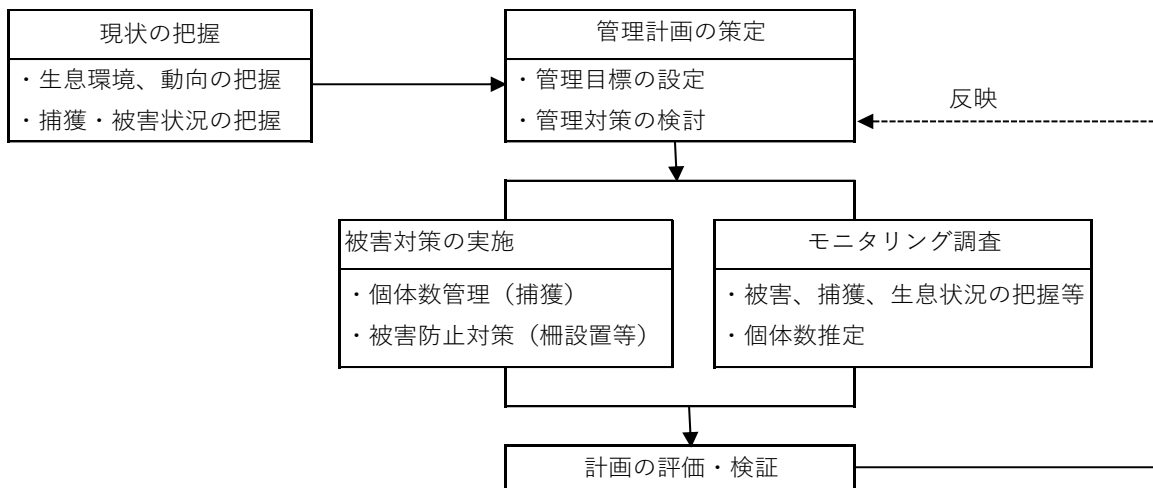 現状の把握
・生息環境、動向の把握
・捕獲・被害状況の把握
管理計画の策定
・管理目標の設定
・管理対策の検討
反映
被害対策の実施
・個体数管理（捕獲）
・被害防止対策（柵設置等）
モニタリング調査
・被害、捕獲、生息状況の把握等
・個体数推定
計画の評価・検証